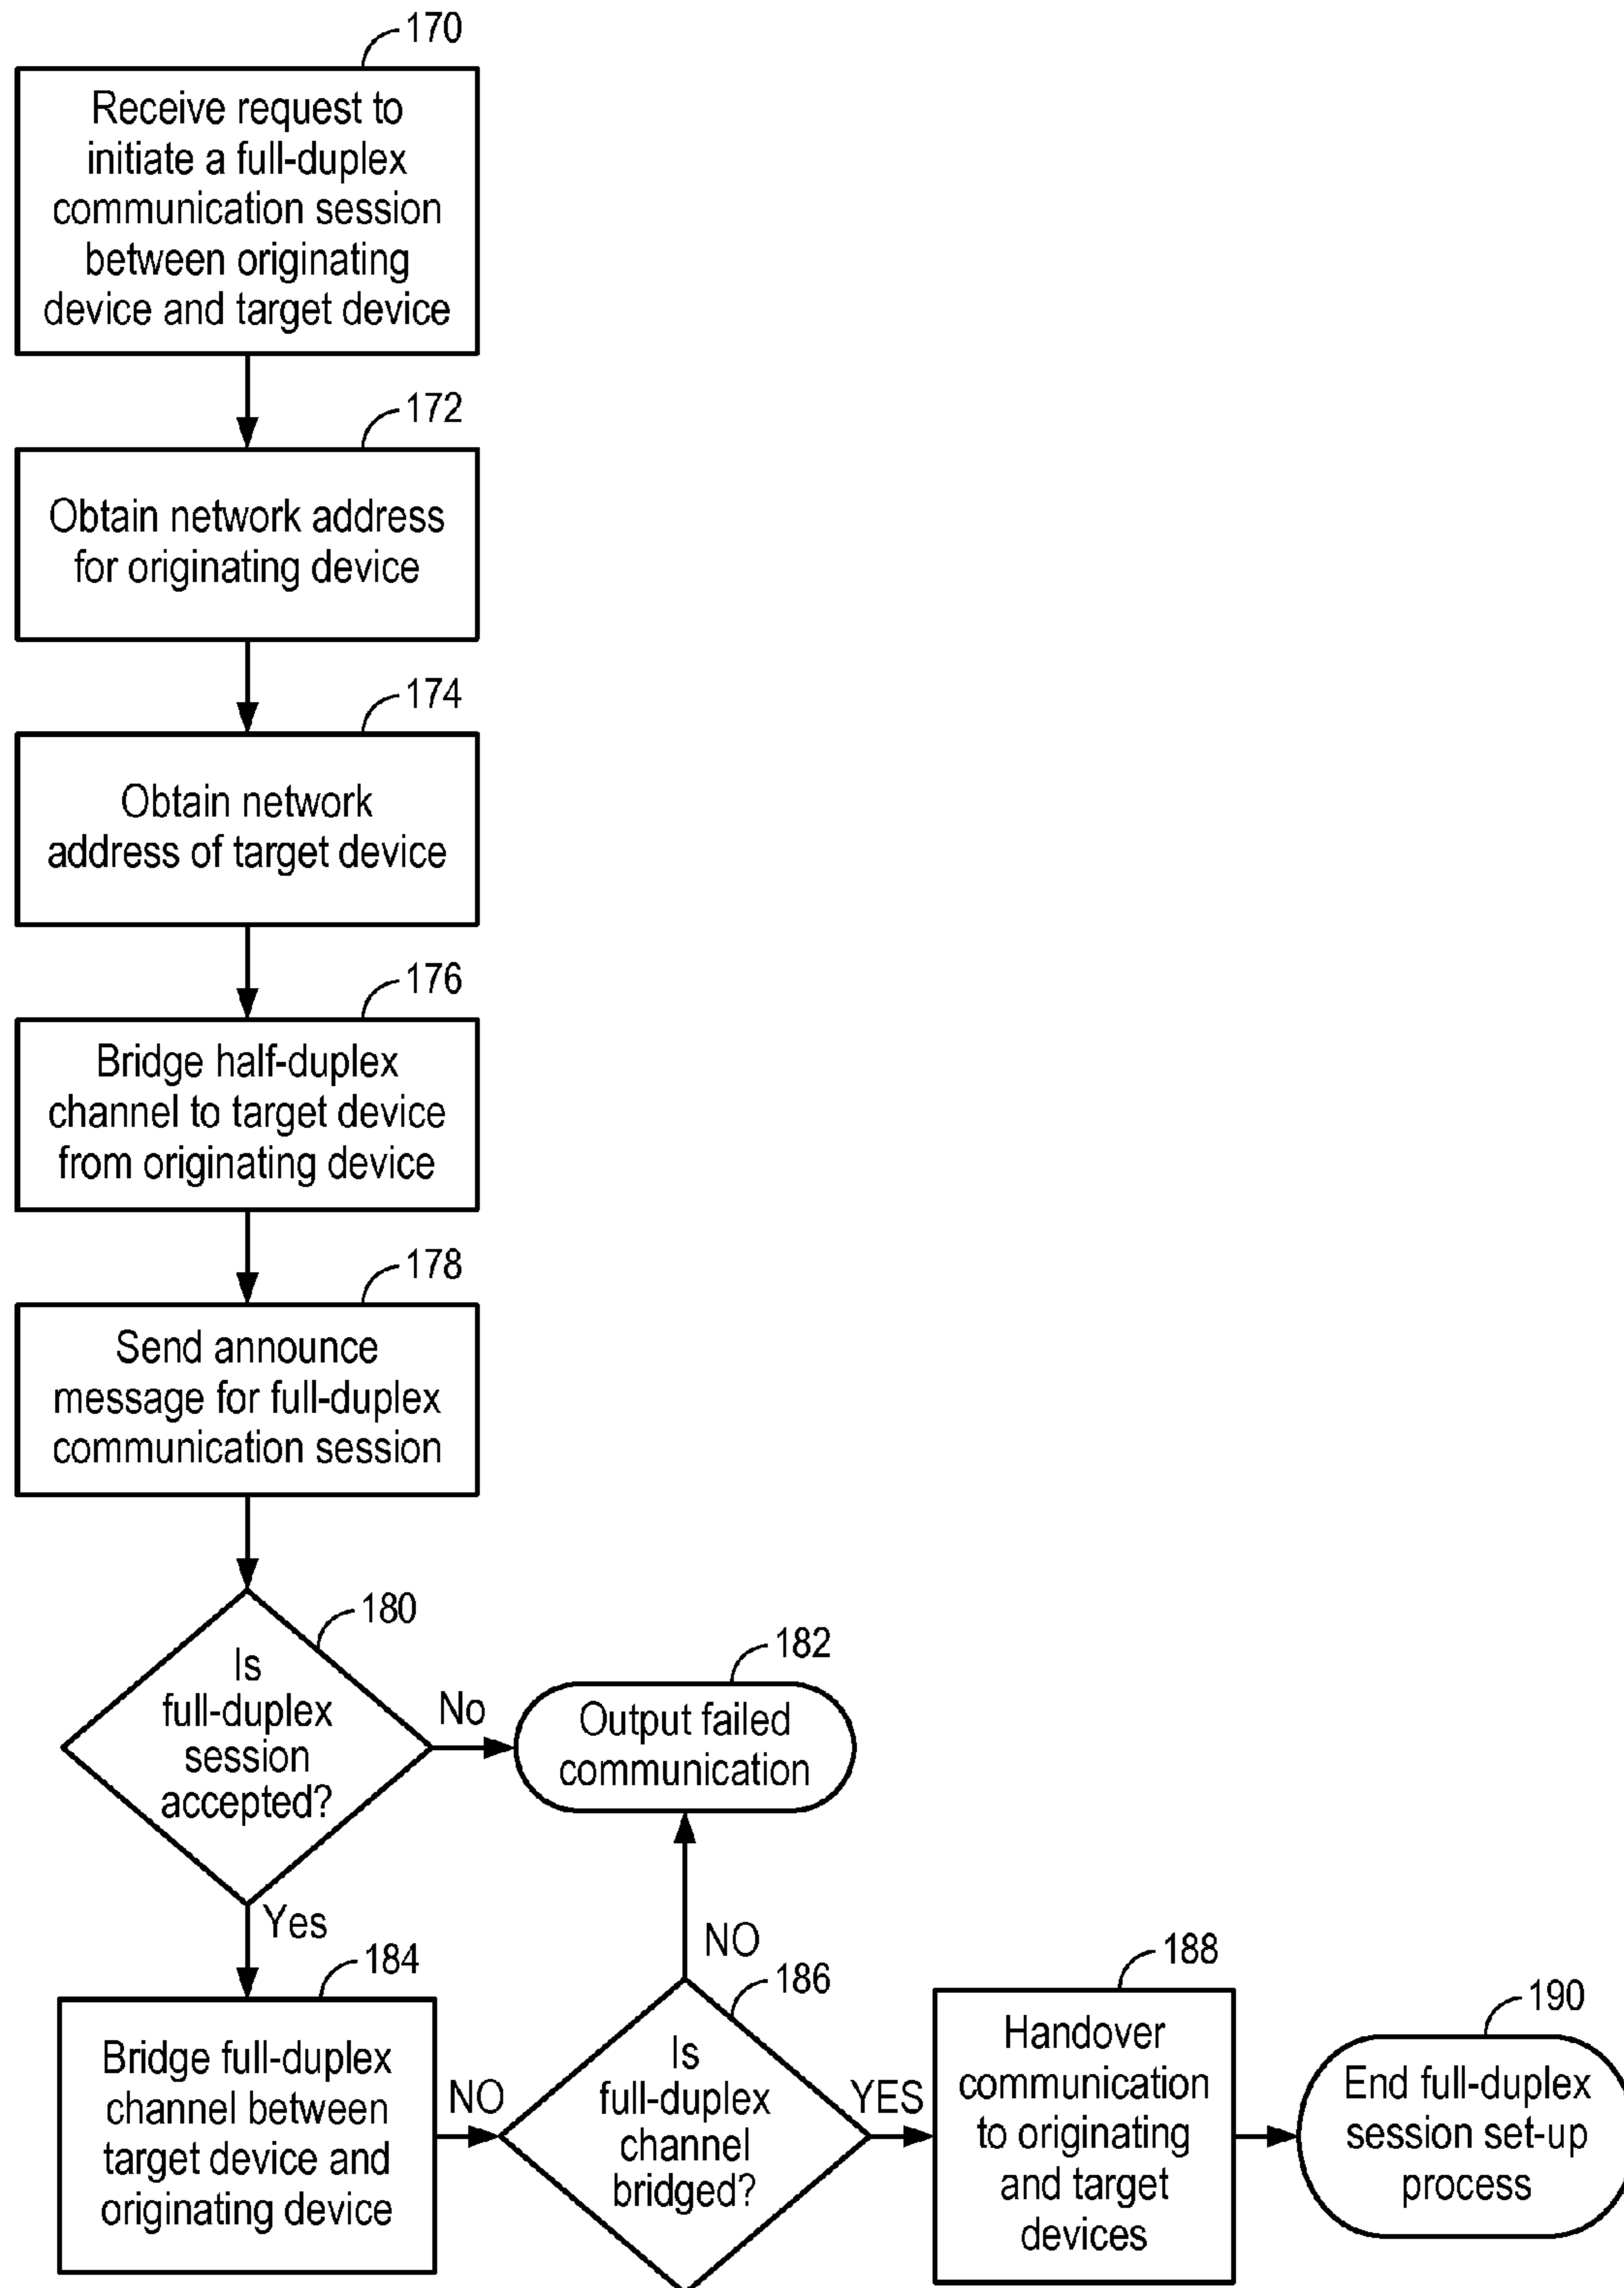 170
Receive request to
initiate a full-duplex
communication session
between originating
device and target device
172
Obtain network address
for originating device
174
Obtain network
address of target device
176
Bridge half-duplex
channel to target device
from originating device
178
Send announce
message for full-duplex
communication session
180
Is
full-duplex
session
accepted?
No
182
Output failed
communication
Yes
184
Bridge full-duplex
channel between
target device and
originating device
NO
NO
186
Is
full-duplex
channel
bridged?
YES
188
Handover
communication
to originating
and target
devices
190
End full-duplex
session set-up
process